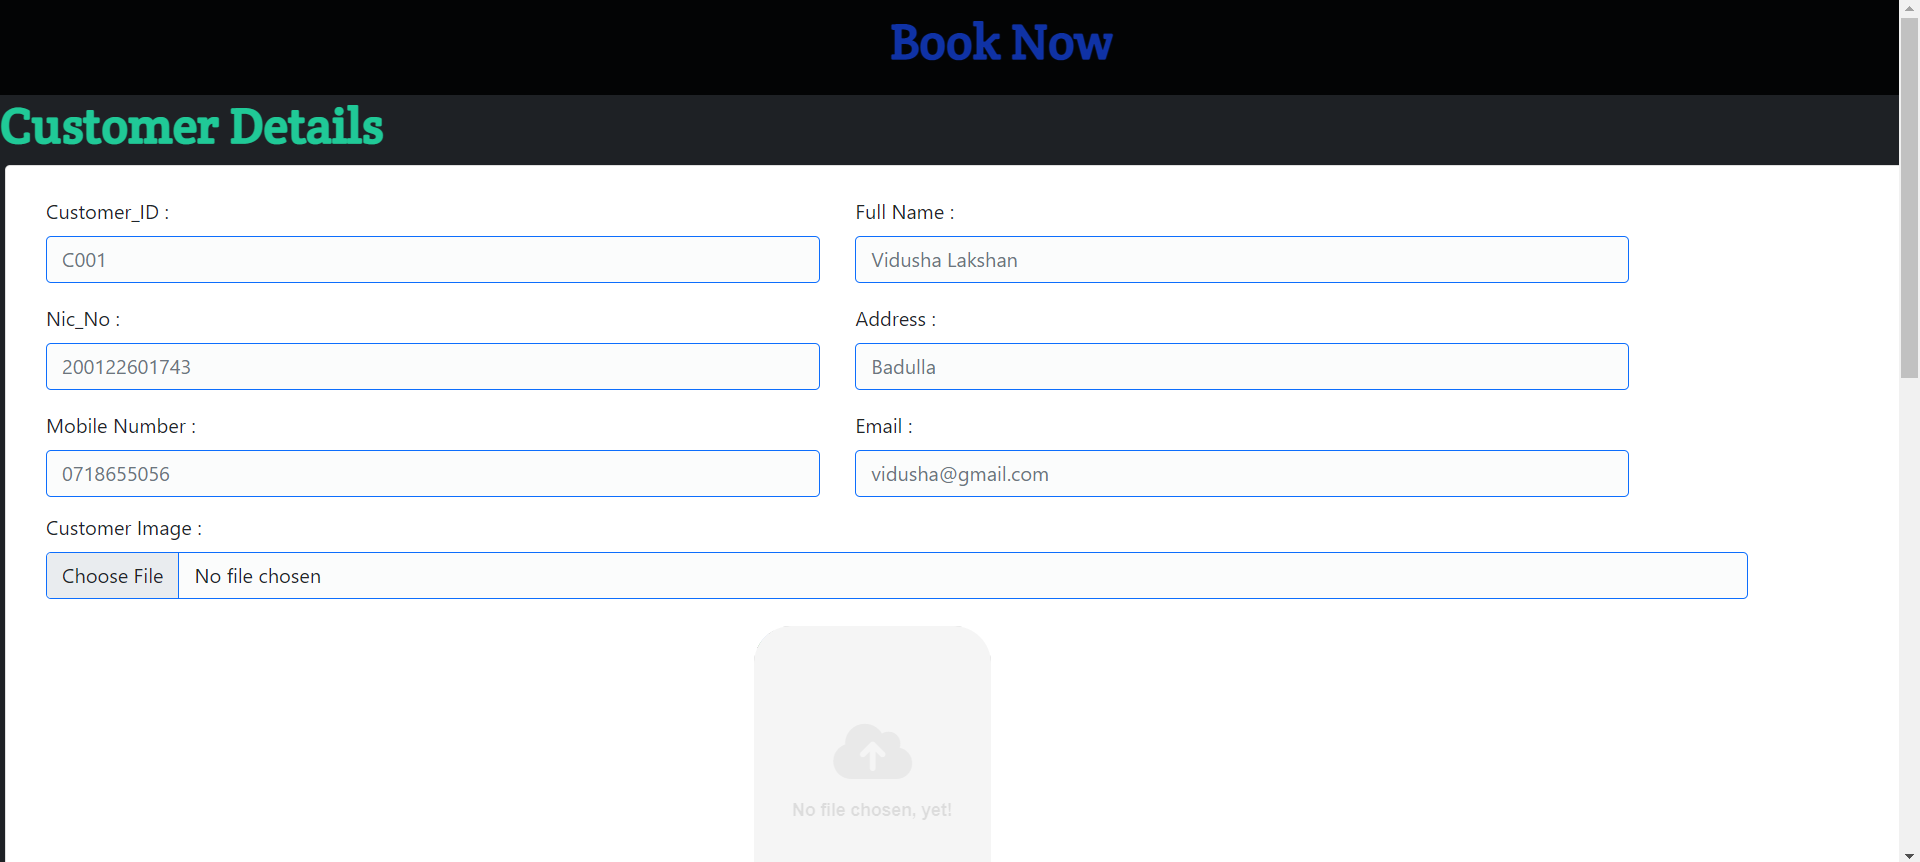 Book Now
Customer Details
Customer_ID :
Full Name :
C001
Vidusha Lakshan
Nic_No :
Address :
200122601743
Badulla
Mobile Number :
Email :
0718655056
vidusha@gmail.com
Customer Image :
Choose File
No file chosen
No file chosen, yet!